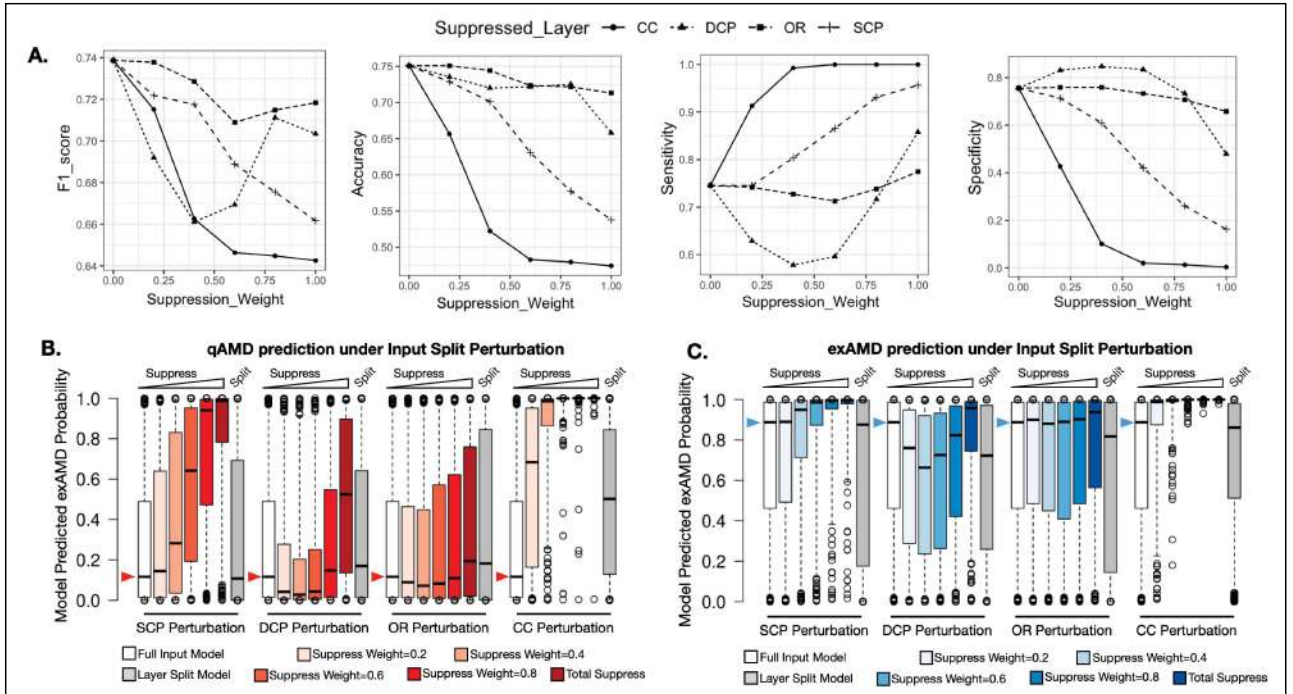 Suppressed_Layer CC DCP OR SCP
A.
0.74
0.72
0.70
0.68
0.66
0.64
F1_score
0.00 0.25 0.50 0.75 1.00
Suppression_Weight
0.75
0.70
0.65
0.60
0.55
0.50
Accuracy
0.00 0.25 0.50 0.75 1.00
Suppression_Weight
1.0
0.9
0.8
0.7
0.6
Sensitivity
0.00 0.25 0.50 0.75 1.00
Suppression_Weight
0.8
0.6
0.4
0.2
0.0
Specificity
0.00 0.25 0.50 0.75 1.00
Suppression_Weight
B.
qAMD prediction under Input Split Perturbation
Suppress Split Suppress Split Suppress Split Suppress Split
Model Predicted exAMD Probability
1.0
0.8
0.6
0.4
0.2
0.0
SCP Perturbation DCP Perturbation OR Perturbation CC Perturbation
Full Input Model Suppress Weight=0.2 Suppress Weight=0.4
Layer Split Model Suppress Weight=0.6 Suppress Weight=0.8 Total Suppress
C.
exAMD prediction under Input Split Perturbation
Suppress Split Suppress Split Suppress Split Suppress Split
Model Predicted exAMD Probability
1.0
0.8
0.6
0.4
0.2
0.0
SCP Perturbation DCP Perturbation OR Perturbation CC Perturbation
Full Input Model Suppress Weight=0.2 Suppress Weight=0.4
Layer Split Model Suppress Weight=0.6 Suppress Weight=0.8 Total Suppress